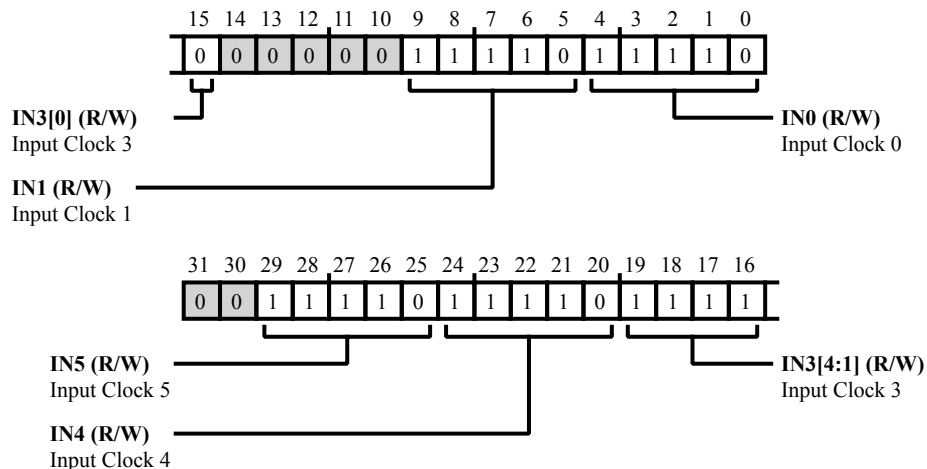 15 14 13 12 11 10 9 8 7 6 5 4 3 2 1 0
0 0 0 0 0 0 1 1 1 1 0 1 1 1 1 0
IN3[0] (R/W)
Input Clock 3
IN0 (R/W)
Input Clock 0
IN1 (R/W)
Input Clock 1
31 30 29 28 27 26 25 24 23 22 21 20 19 18 17 16
0 0 1 1 1 1 0 1 1 1 1 0 1 1 1 1
IN5 (R/W)
Input Clock 5
IN3[4:1] (R/W)
Input Clock 3
IN4 (R/W)
Input Clock 4